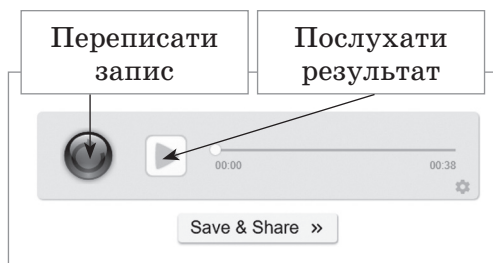 Переписати
запис
Послухати
результат
00:00
00:38
Save & Share »